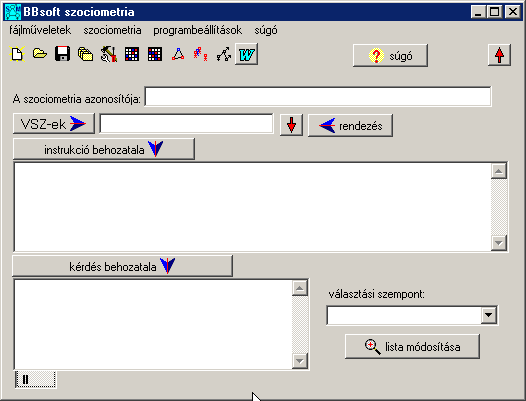 BBsoft szociometria
fájlműveletek szociometria programbeállítások súgó
W ? súgó
A szociometria azonosítója:
VSZ-ek rendezés
instrukció behozatala
kérdés behozatala
választási szempont:
lista módosítása
II